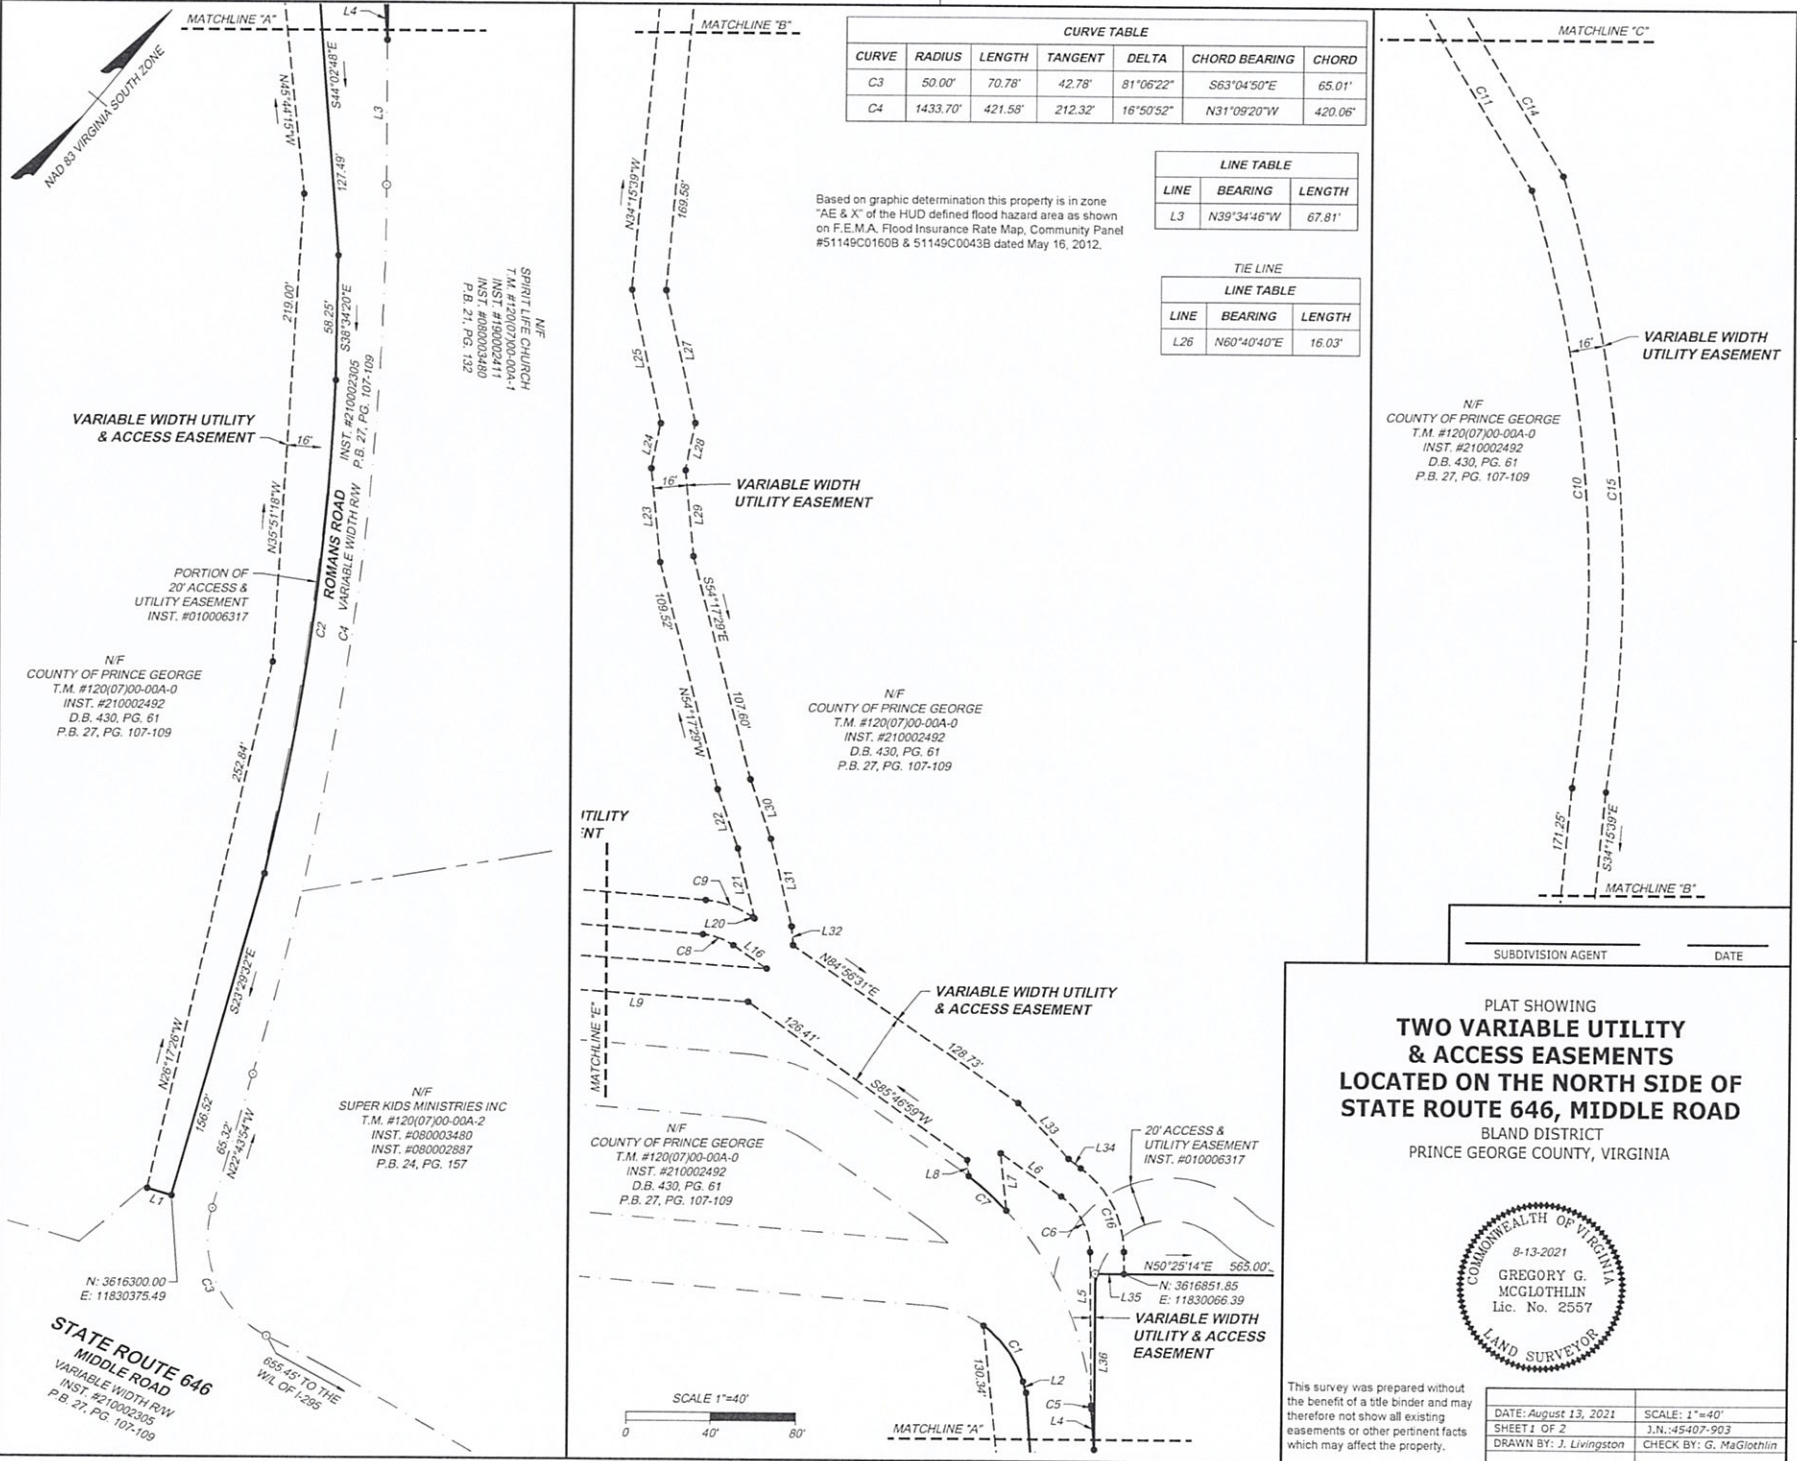 MATCHLINE "A"
L4
NAD 83 VIRGINIA SOUTH ZONE
N45°44'15"W
S44°02'48"E
L3
127.49'
219.00'
58.25'
S38°34'20"E
N/F
SPIRIT LIFE CHURCH
T.M. #120(07)00-00A-1
INST. #190002411
INST. #080003480
P.B. 21, PG. 132
VARIABLE WIDTH UTILITY
& ACCESS EASEMENT
16'
INST. #210002305
P.B. 27, PG. 107-109
ROMANS ROAD
VARIABLE WIDTH R/W
N35°51'18"W
PORTION OF
20' ACCESS &
UTILITY EASEMENT
INST. #010006317
C2
C4
N/F
COUNTY OF PRINCE GEORGE
T.M. #120(07)00-00A-0
INST. #210002492
D.B. 430, PG. 61
P.B. 27, PG. 107-109
252.84'
S23°29'32"E
N26°17'26"W
156.52'
65.32'
N22°43'54"W
N/F
SUPER KIDS MINISTRIES INC
T.M. #120(07)00-00A-2
INST. #080003480
INST. #080002887
P.B. 24, PG. 157
L1
N: 3616300.00
E: 11830375.49
C3
STATE ROUTE 646
MIDDLE ROAD
VARIABLE WIDTH R/W
INST. #210002305
P.B. 27, PG. 107-109
655.45' TO THE
W/L OF I-295
MATCHLINE "B"
N34°15'39"W
169.58'
L25
L27
L24
L28
16'
VARIABLE WIDTH
UTILITY EASEMENT
L23
L29
109.52'
S54°17'29"E
N54°17'29"W
107.60'
L22
L30
N/F
COUNTY OF PRINCE GEORGE
T.M. #120(07)00-00A-0
INST. #210002492
D.B. 430, PG. 61
P.B. 27, PG. 107-109
ITILITY
ENT
C9
L21
L31
L20
C8
L16
L32
L9
MATCHLINE "E"
N84°56'31"E
VARIABLE WIDTH UTILITY
& ACCESS EASEMENT
126.41'
128.73'
S85°46'59"W
N/F
COUNTY OF PRINCE GEORGE
T.M. #120(07)00-00A-0
INST. #210002492
D.B. 430, PG. 61
P.B. 27, PG. 107-109
L33
L34
L8
L7
L6
C7
C6
C16
20' ACCESS &
UTILITY EASEMENT
INST. #010006317
N50°25'14"E 565.00'
L5
L35
N: 3616851.85
E: 11830066.39
VARIABLE WIDTH
UTILITY & ACCESS
EASEMENT
L36
C1
130.34'
L2
C5
L4
SCALE 1"=40'
0 40' 80'
MATCHLINE "A"
CURVE TABLE
CURVE RADIUS LENGTH TANGENT DELTA CHORD BEARING CHORD
C3 50.00' 70.78' 42.78' 81°06'22" S63°04'50"E 65.01'
C4 1433.70' 421.58' 212.32' 16°50'52" N31°09'20"W 420.06'
Based on graphic determination this property is in zone
"AE & X" of the HUD defined flood hazard area as shown
on F.E.M.A. Flood Insurance Rate Map, Community Panel
#51149C0160B & 51149C0043B dated May 16, 2012.
LINE TABLE
LINE BEARING LENGTH
L3 N39°34'46"W 67.81'
TIE LINE
LINE TABLE
LINE BEARING LENGTH
L26 N60°40'40"E 16.03'
MATCHLINE "C"
C11
C14
16'
VARIABLE WIDTH
UTILITY EASEMENT
N/F
COUNTY OF PRINCE GEORGE
T.M. #120(07)00-00A-0
INST. #210002492
D.B. 430, PG. 61
P.B. 27, PG. 107-109
C10
C15
171.25'
S34°15'39"E
MATCHLINE "B"
SUBDIVISION AGENT DATE
PLAT SHOWING
TWO VARIABLE UTILITY
& ACCESS EASEMENTS
LOCATED ON THE NORTH SIDE OF
STATE ROUTE 646, MIDDLE ROAD
BLAND DISTRICT
PRINCE GEORGE COUNTY, VIRGINIA
COMMONWEALTH OF VIRGINIA
8-13-2021
GREGORY G.
MCGLOTHLIN
Lic. No. 2557
LAND SURVEYOR
This survey was prepared without
the benefit of a title binder and may
therefore not show all existing
easements or other pertinent facts
which may affect the property.
DATE: August 13, 2021 SCALE: 1"=40'
SHEET 1 OF 2 J.N.:45407-903
DRAWN BY: J. Livingston CHECK BY: G. MaGlothlin